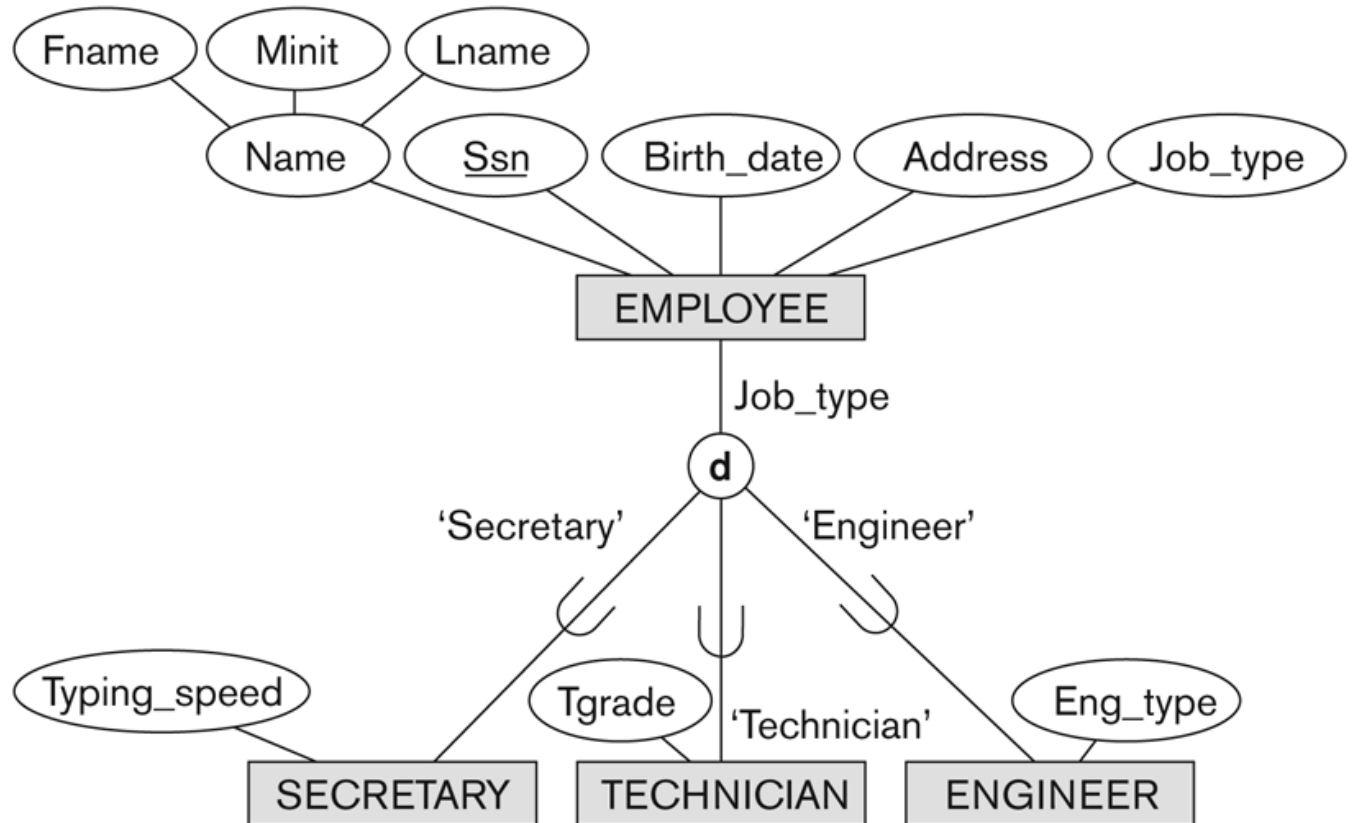 Fname Minit Lname
Name Ssn Birth_date Address Job_type
EMPLOYEE
Job_type
d
‘Secretary’ ‘Engineer’
Typing_speed Tgrade Eng_type
‘Technician’
SECRETARY TECHNICIAN ENGINEER